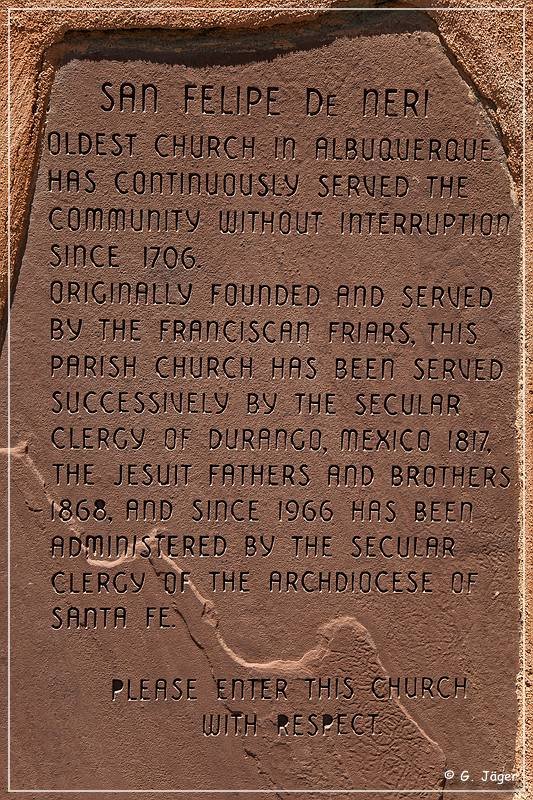 SAN FELIPE De NERI
OLDEST CHURCH IN ALBUQUERQUE
HAS CONTINUOUSLY SERVED THE
COMMUNITY WITHOUT INTERRUPTION
SINCE 1706.
ORIGINALLY FOUNDED AND SERVED
BY THE FRANCISCAN FRIARS, THIS
PARISH CHURCH HAS BEEN SERVED
SUCCESSIVELY BY THE SECULAR
CLERGY OF DURANGO, MEXICO 1817,
THE JESUIT FATHERS AND BROTHERS
1868, AND SINCE 1966 HAS BEEN
ADMINISTERED BY THE SECULAR
CLERGY OF THE ARCHDIOCESE OF
SANTA FE.
PLEASE ENTER THIS CHURCH
WITH RESPECT.
© G. Jäger